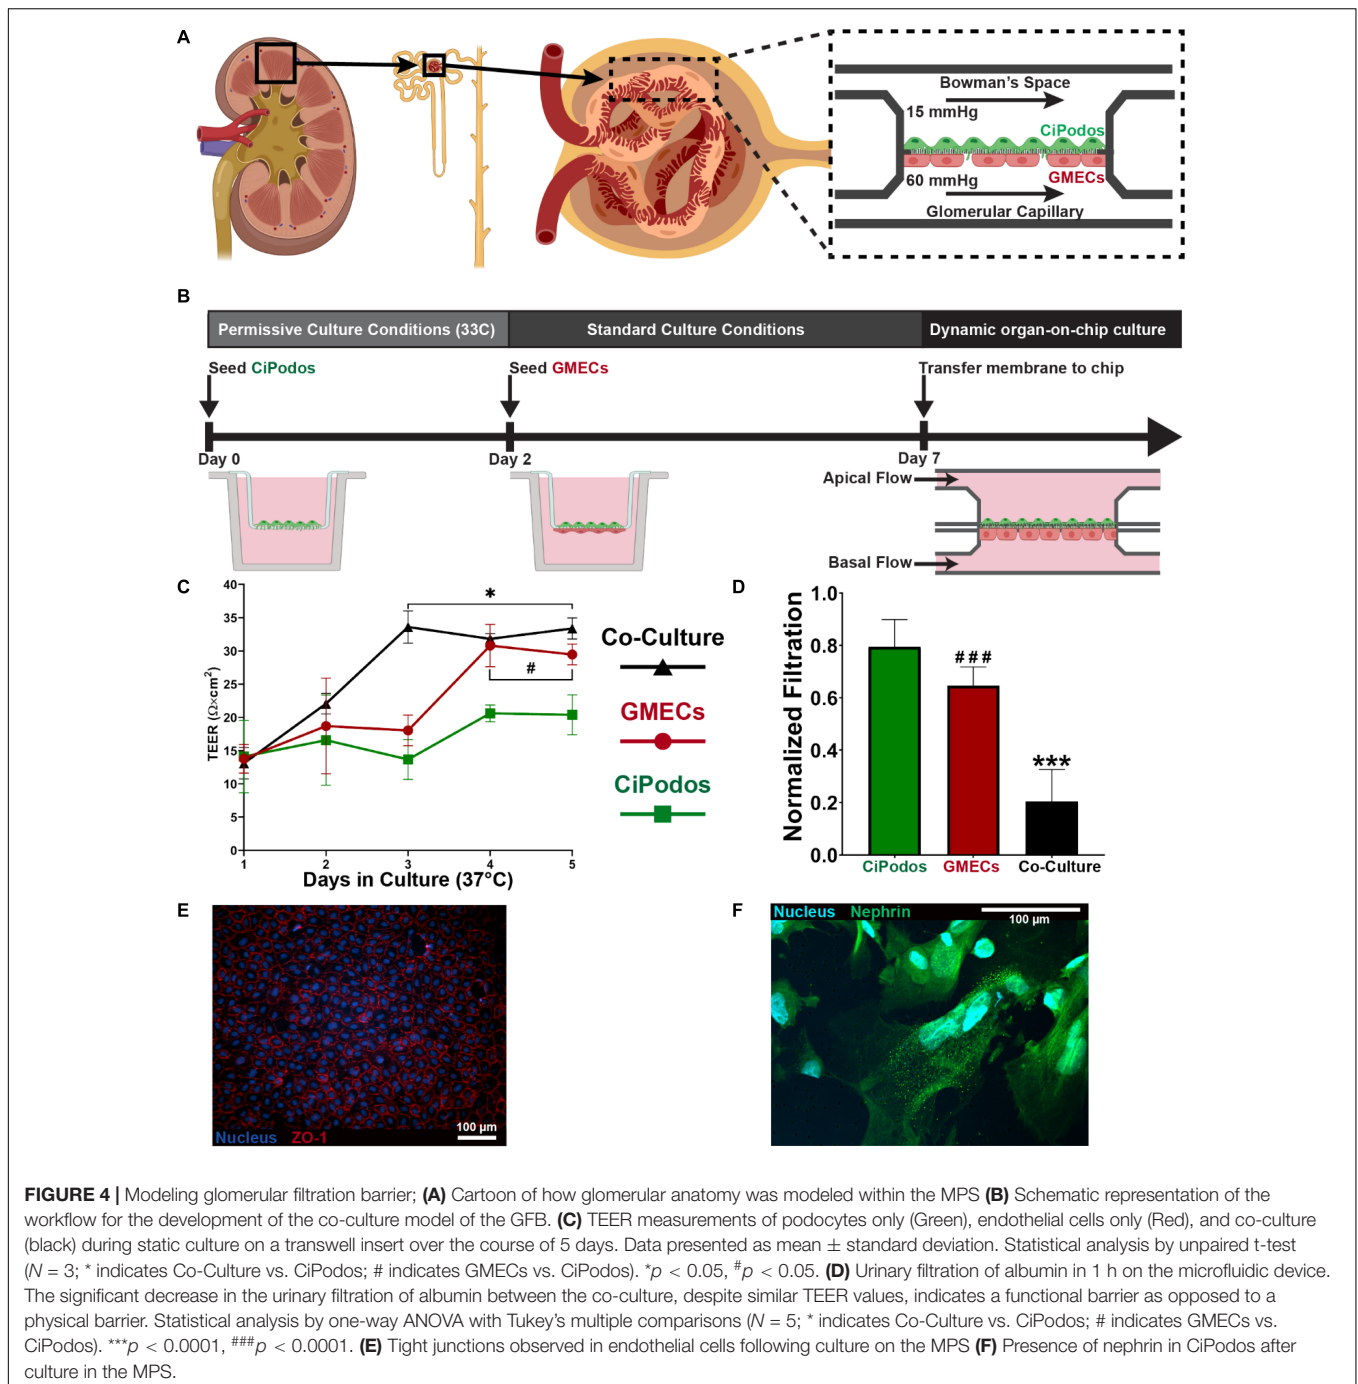 A
Bowman's Space
15 mmHg
CiPodos
GMECs
60 mmHg
Glomerular Capillary
B
Permissive Culture Conditions (33C)
Standard Culture Conditions
Dynamic organ-on-chip culture
Seed CiPodos
Seed GMECs
Transfer membrane to chip
Day 0
Day 2
Day 7
Apical Flow
Basal Flow
C
TEER (Ω×cm²)
40
35
30
25
20
15
10
5
0
*
#
1 2 3 4 5
Days in Culture (37°C)
Co-Culture
GMECs
CiPodos
D
Normalized Filtration
1.0
0.8
0.6
0.4
0.2
0.0
###
***
CiPodos GMECs Co-Culture
E
Nucleus ZO-1
100 µm
F
Nucleus Nephrin
100 µm
FIGURE 4 | Modeling glomerular filtration barrier; (A) Cartoon of how glomerular anatomy was modeled within the MPS (B) Schematic representation of the
workflow for the development of the co-culture model of the GFB. (C) TEER measurements of podocytes only (Green), endothelial cells only (Red), and co-culture
(black) during static culture on a transwell insert over the course of 5 days. Data presented as mean ± standard deviation. Statistical analysis by unpaired t-test
(N = 3; * indicates Co-Culture vs. CiPodos; # indicates GMECs vs. CiPodos). *p < 0.05, #p < 0.05. (D) Urinary filtration of albumin in 1 h on the microfluidic device.
The significant decrease in the urinary filtration of albumin between the co-culture, despite similar TEER values, indicates a functional barrier as opposed to a
physical barrier. Statistical analysis by one-way ANOVA with Tukey's multiple comparisons (N = 5; * indicates Co-Culture vs. CiPodos; # indicates GMECs vs.
CiPodos). ***p < 0.0001, ###p < 0.0001. (E) Tight junctions observed in endothelial cells following culture on the MPS (F) Presence of nephrin in CiPodos after
culture in the MPS.